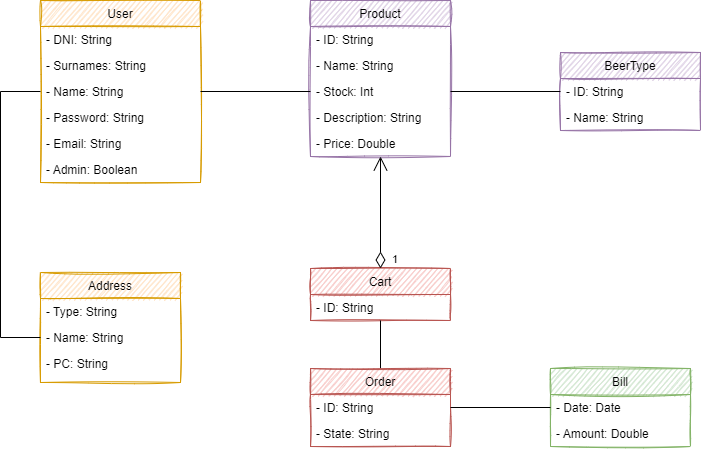 User
- DNI: String
- Surnames: String
- Name: String
- Password: String
- Email: String
- Admin: Boolean
Product
- ID: String
- Name: String
- Stock: Int
- Description: String
- Price: Double
BeerType
- ID: String
- Name: String
Address
- Type: String
- Name: String
- PC: String
1
Cart
- ID: String
Order
- ID: String
- State: String
Bill
- Date: Date
- Amount: Double